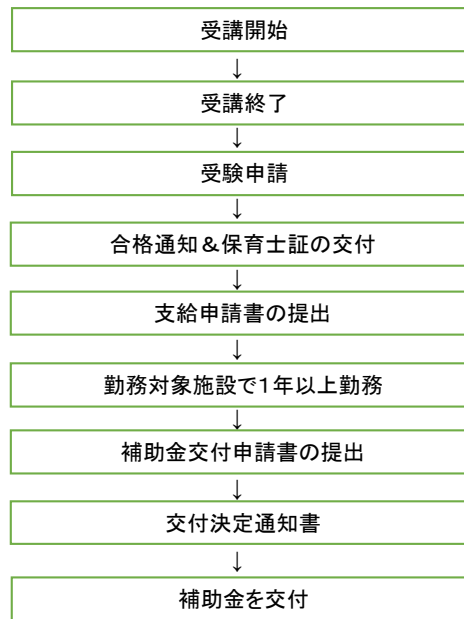 受講開始
↓
受講終了
↓
受験申請
↓
合格通知＆保育士証の交付
↓
支給申請書の提出
↓
勤務対象施設で１年以上勤務
↓
補助金交付申請書の提出
↓
交付決定通知書
↓
補助金を交付